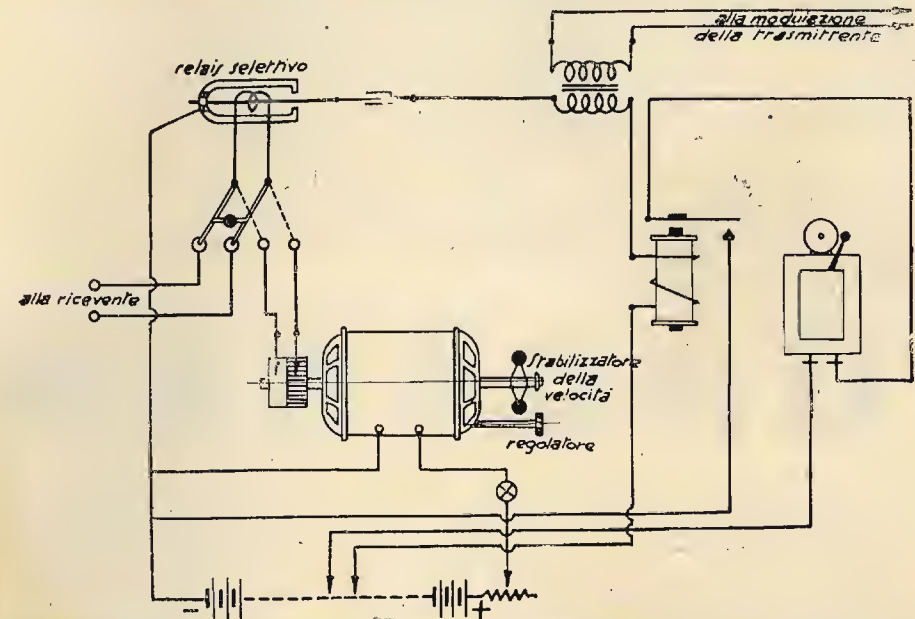 alla modulazione
della trasmittente
relais selettivo
alla ricevente
stabilizzatore
della
velocità
regolatore